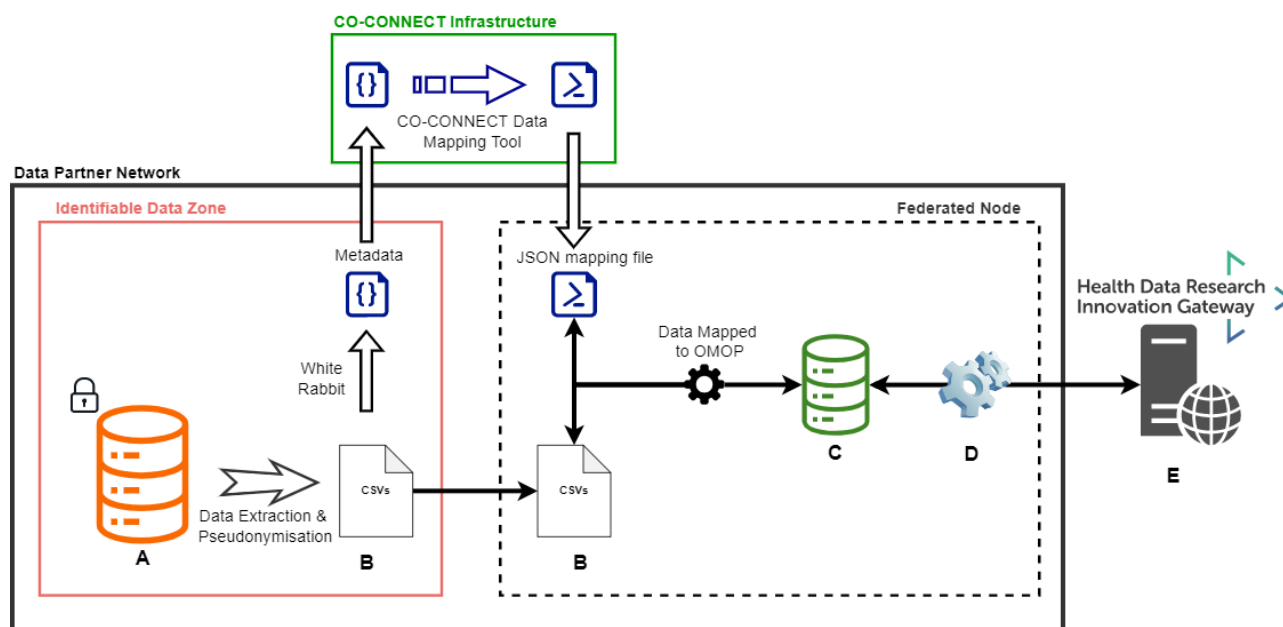 CO-CONNECT Infrastructure
CO-CONNECT Data
Mapping Tool
Data Partner Network
Identifiable Data Zone
Federated Node
Metadata
JSON mapping file
Health Data Research
Innovation Gateway
White
Rabbit
Data Mapped
to OMOP
CSVs
CSVs
Data Extraction &
Pseudonymisation
A
B
B
C
D
E